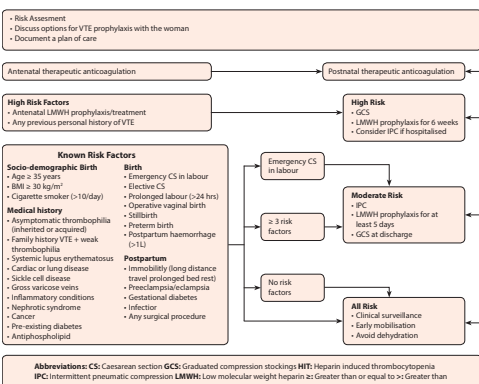 • Risk Assesment
• Discuss options for VTE prophylaxis with the woman
• Document a plan of care
Antenatal therapeutic anticoagulation
Postnatal therapeutic anticoagulation
High Risk Factors
• Antenatal LMWH prophylaxis/treatment
• Any previous personal history of VTE
High Risk
• GCS
• LMWH prophylaxis for 6 weeks
• Consider IPC if hospitalised
Known Risk Factors
Socio-demographic Birth
• Age ≥ 35 years
• BMI ≥ 30 kg/m²
• Cigarette smoker (>10/day)
Medical history
• Asymptomatic thrombophilia
(inherited or acquired)
• Family history VTE + weak
thrombophilia
• Systemic lupus erythematosus
• Cardiac or lung disease
• Sickle cell disease
• Gross varicose veins
• Inflammatory conditions
• Nephrotic syndrome
• Cancer
• Pre-existing diabetes
• Antiphospholipid
Birth
• Emergency CS in labour
• Elective CS
• Prolonged labour (>24 hrs)
• Operative vaginal birth
• Stillbirth
• Preterm birth
• Postpartum haemorrhage
(>1L)
Postpartum
• Immobilitly (long distance
travel prolonged bed rest)
• Preeclampsia/eclampsia
• Gestational diabetes
• Infectior
• Any surgical procedure
Emergency CS
in labour
≥ 3 risk
factors
No risk
factors
Moderate Risk
• IPC
• LMWH prophylaxis for at
least 5 days
• GCS at discharge
All Risk
• Clinical surveillance
• Early mobilisation
• Avoid dehydration
Abbreviations: CS: Caesarean section GCS: Graduated compression stockings HIT: Heparin induced thrombocytopenia
IPC: Intermittent pneumatic compression LMWH: Low molecular weight heparin ≥: Greater than or equal to >: Greater than